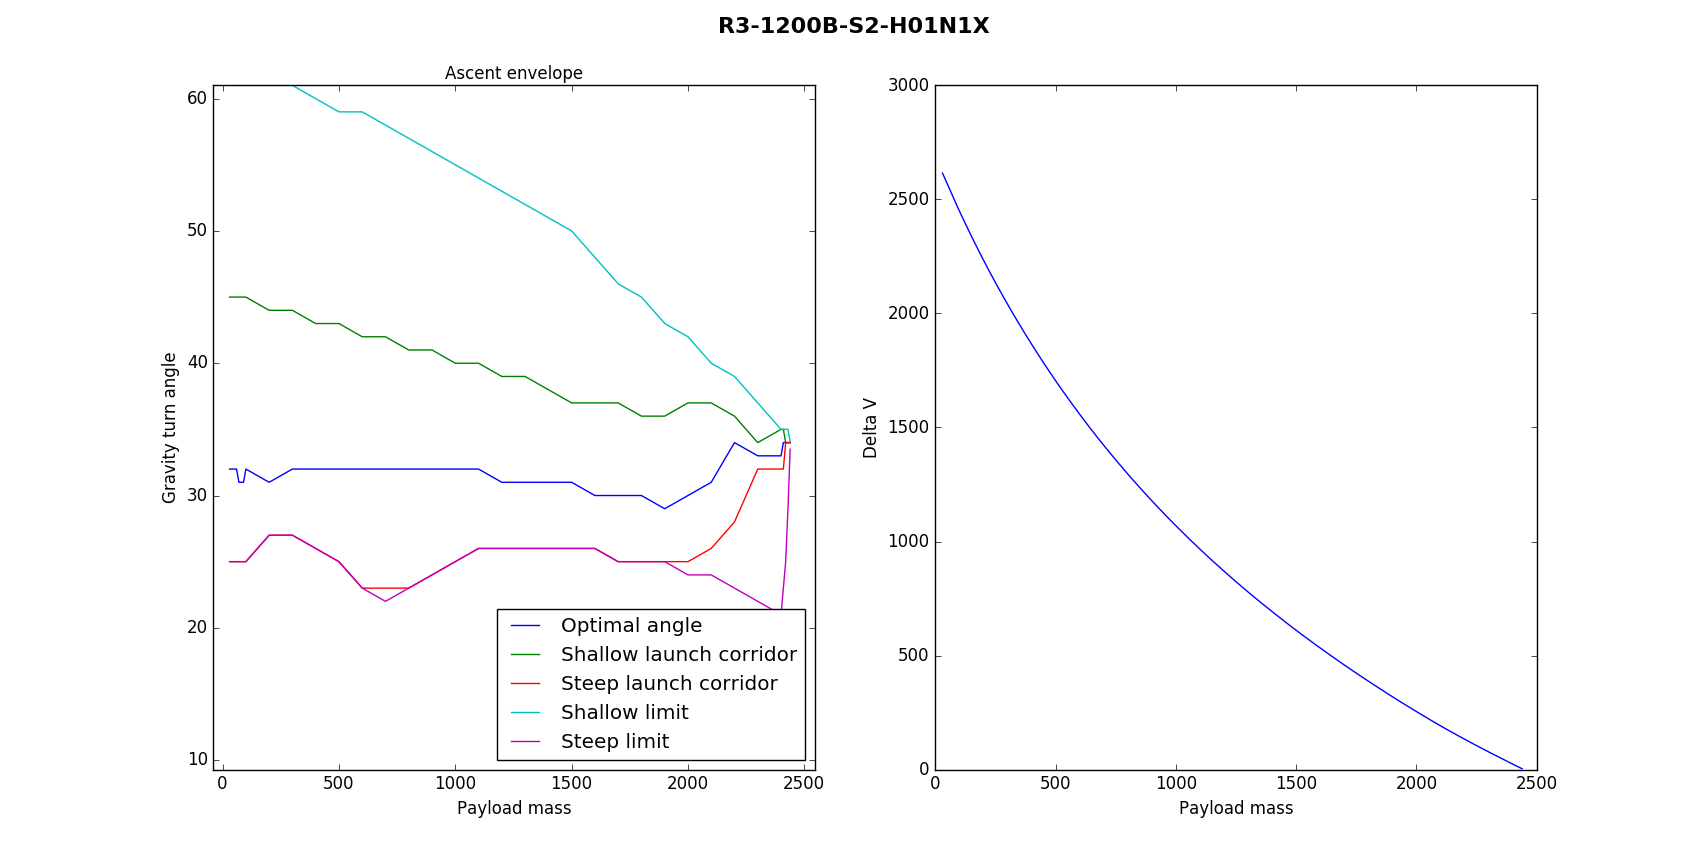 R3-1200B-S2-H01N1X
Ascent envelope
60
50
40
30
20
10
Gravity turn angle
0
500
1000
1500
2000
2500
Payload mass
Optimal angle
Shallow launch corridor
Steep launch corridor
Shallow limit
Steep limit
3000
2500
2000
1500
1000
500
0
Delta V
0
500
1000
1500
2000
2500
Payload mass